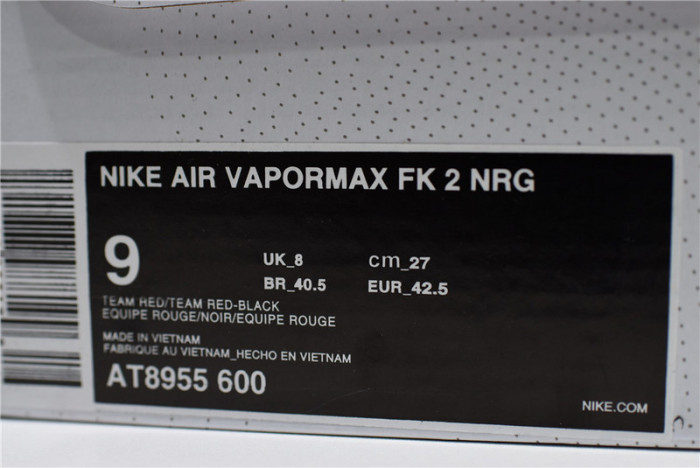 NIKE AIR VAPORMAX FK 2 NRG
9
UK_8 cm_27
BR_40.5 EUR_42.5
TEAM RED/TEAM RED-BLACK
EQUIPE ROUGE/NOIR/EQUIPE ROUGE
MADE IN VIETNAM
FABRIQUE AU VIETNAM_HECHO EN VIETNAM
AT8955 600
NIKE.COM